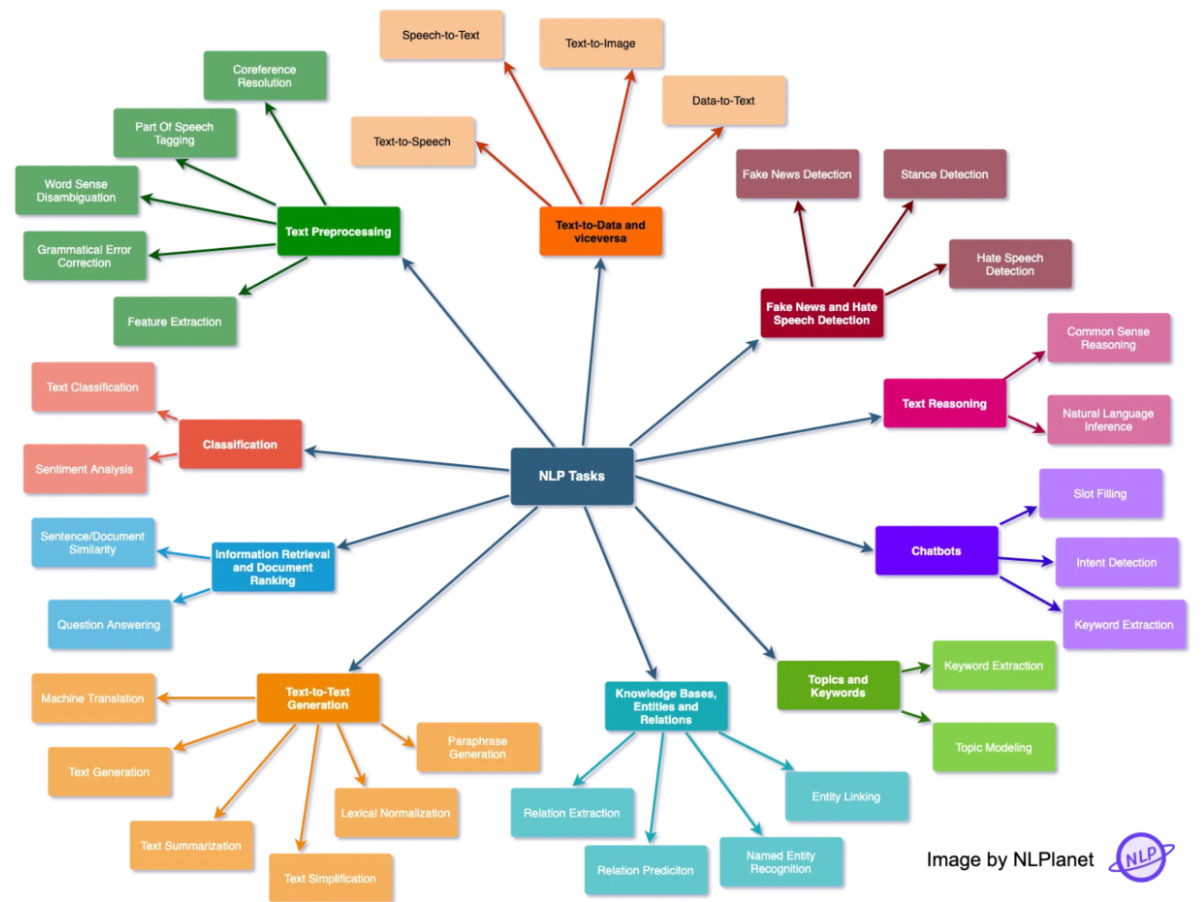 Speech-to-Text
Text-to-Image
Coreference
Resolution
Data-to-Text
Part Of Speech
Tagging
Text-to-Speech
Fake News Detection
Stance Detection
Word Sense
Disambiguation
Text Preprocessing
Text-to-Data and
viceversa
Grammatical Error
Correction
Hate Speech
Detection
Fake News and Hate
Speech Detection
Feature Extraction
Common Sense
Reasoning
Text Classification
Text Reasoning
Natural Language
Inference
Classification
Sentiment Analysis
NLP Tasks
Slot Filling
Sentence/Document
Similarity
Information Retrieval
and Document
Ranking
Chatbots
Intent Detection
Question Answering
Keyword Extraction
Keyword Extraction
Topics and
Keywords
Machine Translation
Text-to-Text
Generation
Knowledge Bases,
Entities and
Relations
Paraphrase
Generation
Topic Modeling
Text Generation
Entity Linking
Lexical Normalization
Relation Extraction
Text Summarization
Named Entity
Recognition
Relation Prediciton
Text Simplification
Image by NLPlanet
NLP